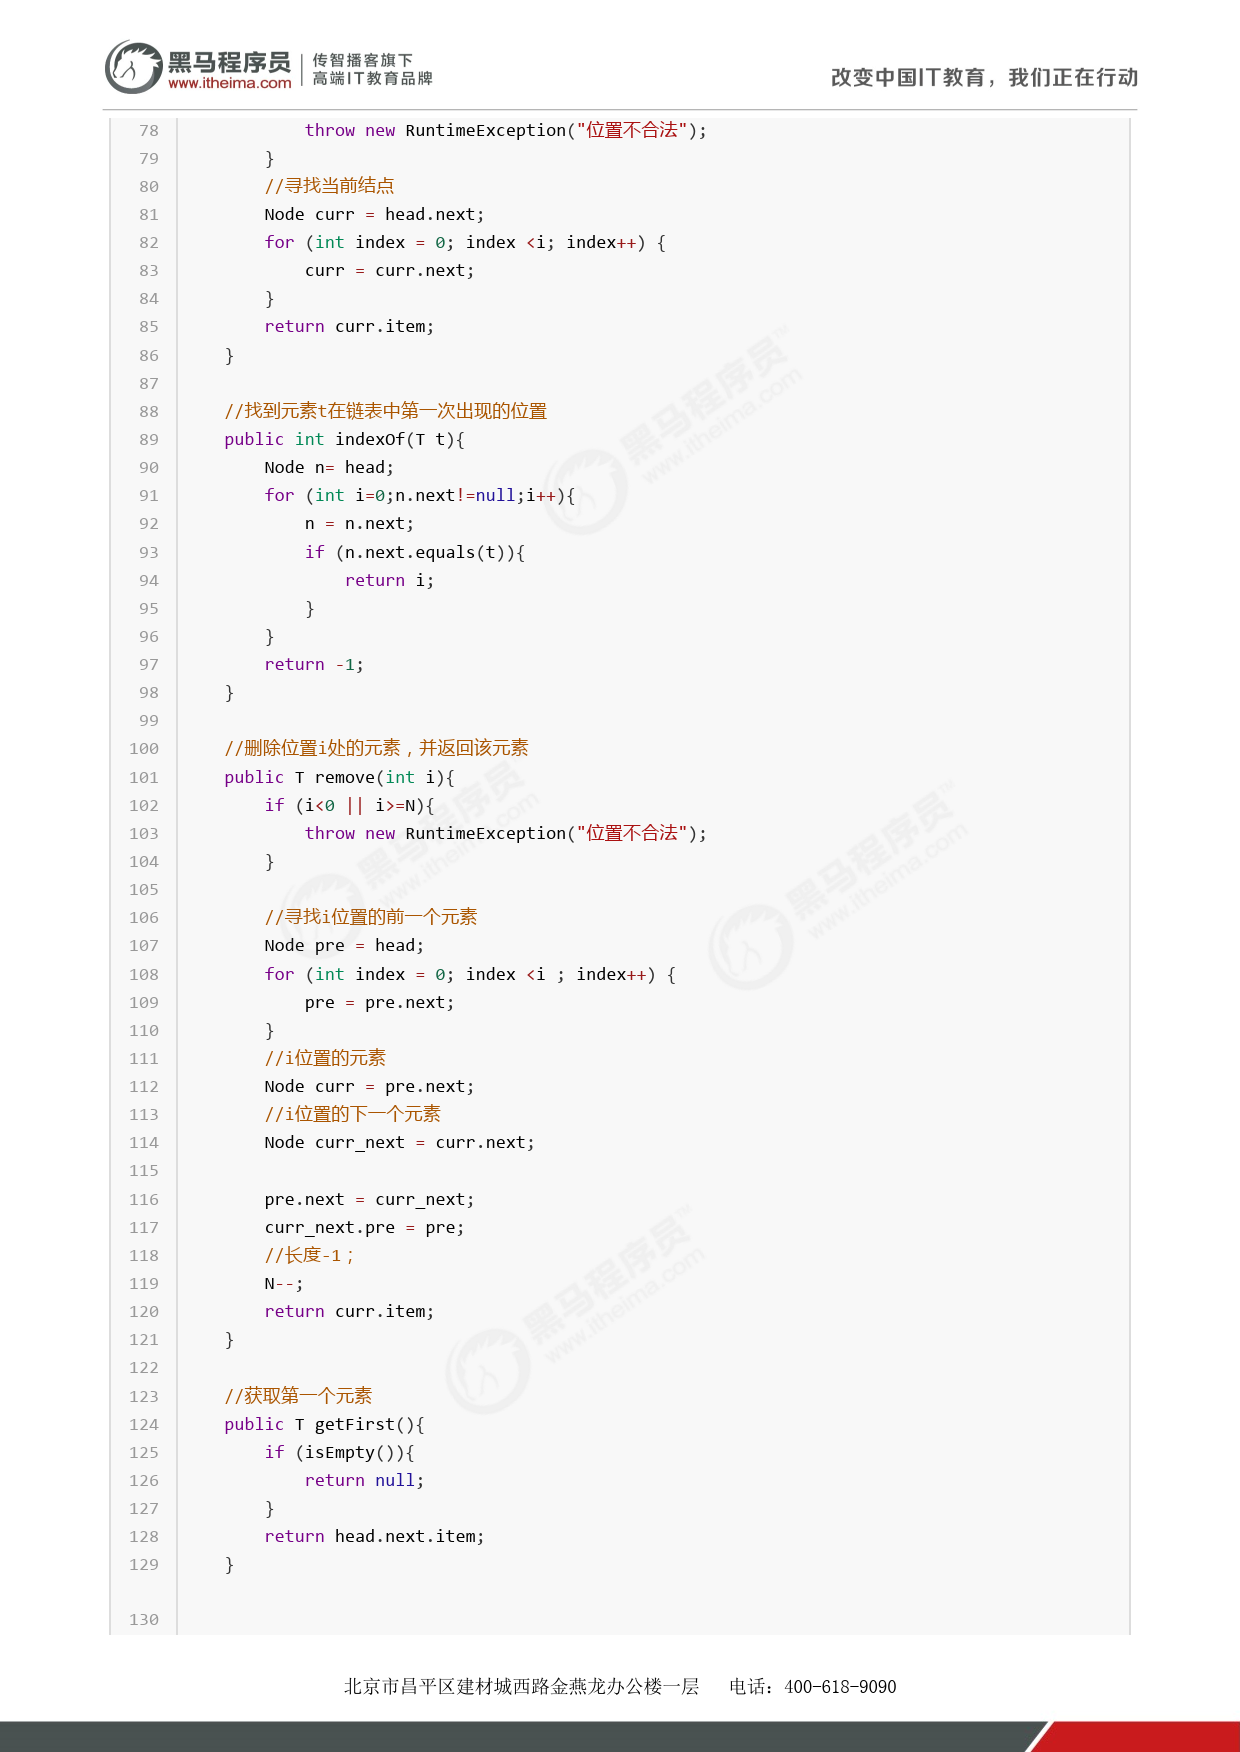 黑马程序员 传智播客旗下
www.itheima.com 高端IT教育品牌
改变中国IT教育，我们正在行动
78 throw new RuntimeException("位置不合法");
79 }
80 //寻找当前结点
81 Node curr = head.next;
82 for (int index = 0; index <i; index++) {
83 curr = curr.next;
84 }
85 return curr.item;
86 }
87
88 //找到元素t在链表中第一次出现的位置
89 public int indexOf(T t){
90 Node n= head;
91 for (int i=0;n.next!=null;i++){
92 n = n.next;
93 if (n.next.equals(t)){
94 return i;
95 }
96 }
97 return -1;
98 }
99
100 //删除位置i处的元素，并返回该元素
101 public T remove(int i){
102 if (i<0 || i>=N){
103 throw new RuntimeException("位置不合法");
104 }
105
106 //寻找i位置的前一个元素
107 Node pre = head;
108 for (int index = 0; index <i ; index++) {
109 pre = pre.next;
110 }
111 //i位置的元素
112 Node curr = pre.next;
113 //i位置的下一个元素
114 Node curr_next = curr.next;
115
116 pre.next = curr_next;
117 curr_next.pre = pre;
118 //长度-1；
119 N--;
120 return curr.item;
121 }
122
123 //获取第一个元素
124 public T getFirst(){
125 if (isEmpty()){
126 return null;
127 }
128 return head.next.item;
129 }
130
北京市昌平区建材城西路金燕龙办公楼一层 电话：400-618-9090